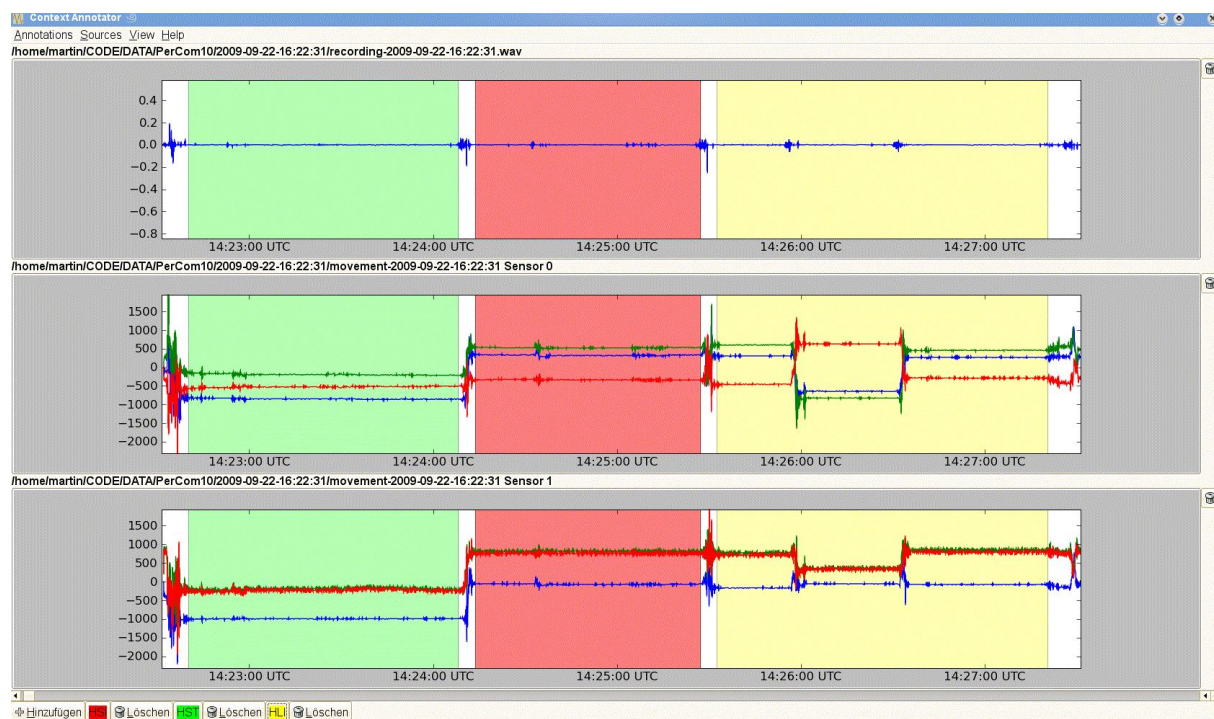 Context Annotator
Annotations Sources View Help
/home/martin/CODE/DATA/PerCom10/2009-09-22-16:22:31/recording-2009-09-22-16:22:31.wav
0.4
0.2
0.0
−0.2
−0.4
−0.6
−0.8
14:23:00 UTC 14:24:00 UTC 14:25:00 UTC 14:26:00 UTC 14:27:00 UTC
/home/martin/CODE/DATA/PerCom10/2009-09-22-16:22:31/movement-2009-09-22-16:22:31 Sensor 0
1500
1000
500
0
−500
−1000
−1500
−2000
14:23:00 UTC 14:24:00 UTC 14:25:00 UTC 14:26:00 UTC 14:27:00 UTC
/home/martin/CODE/DATA/PerCom10/2009-09-22-16:22:31/movement-2009-09-22-16:22:31 Sensor 1
1500
1000
500
0
−500
−1000
−1500
−2000
14:23:00 UTC 14:24:00 UTC 14:25:00 UTC 14:26:00 UTC 14:27:00 UTC
Hinzufügen HSI Löschen HST Löschen HLI Löschen